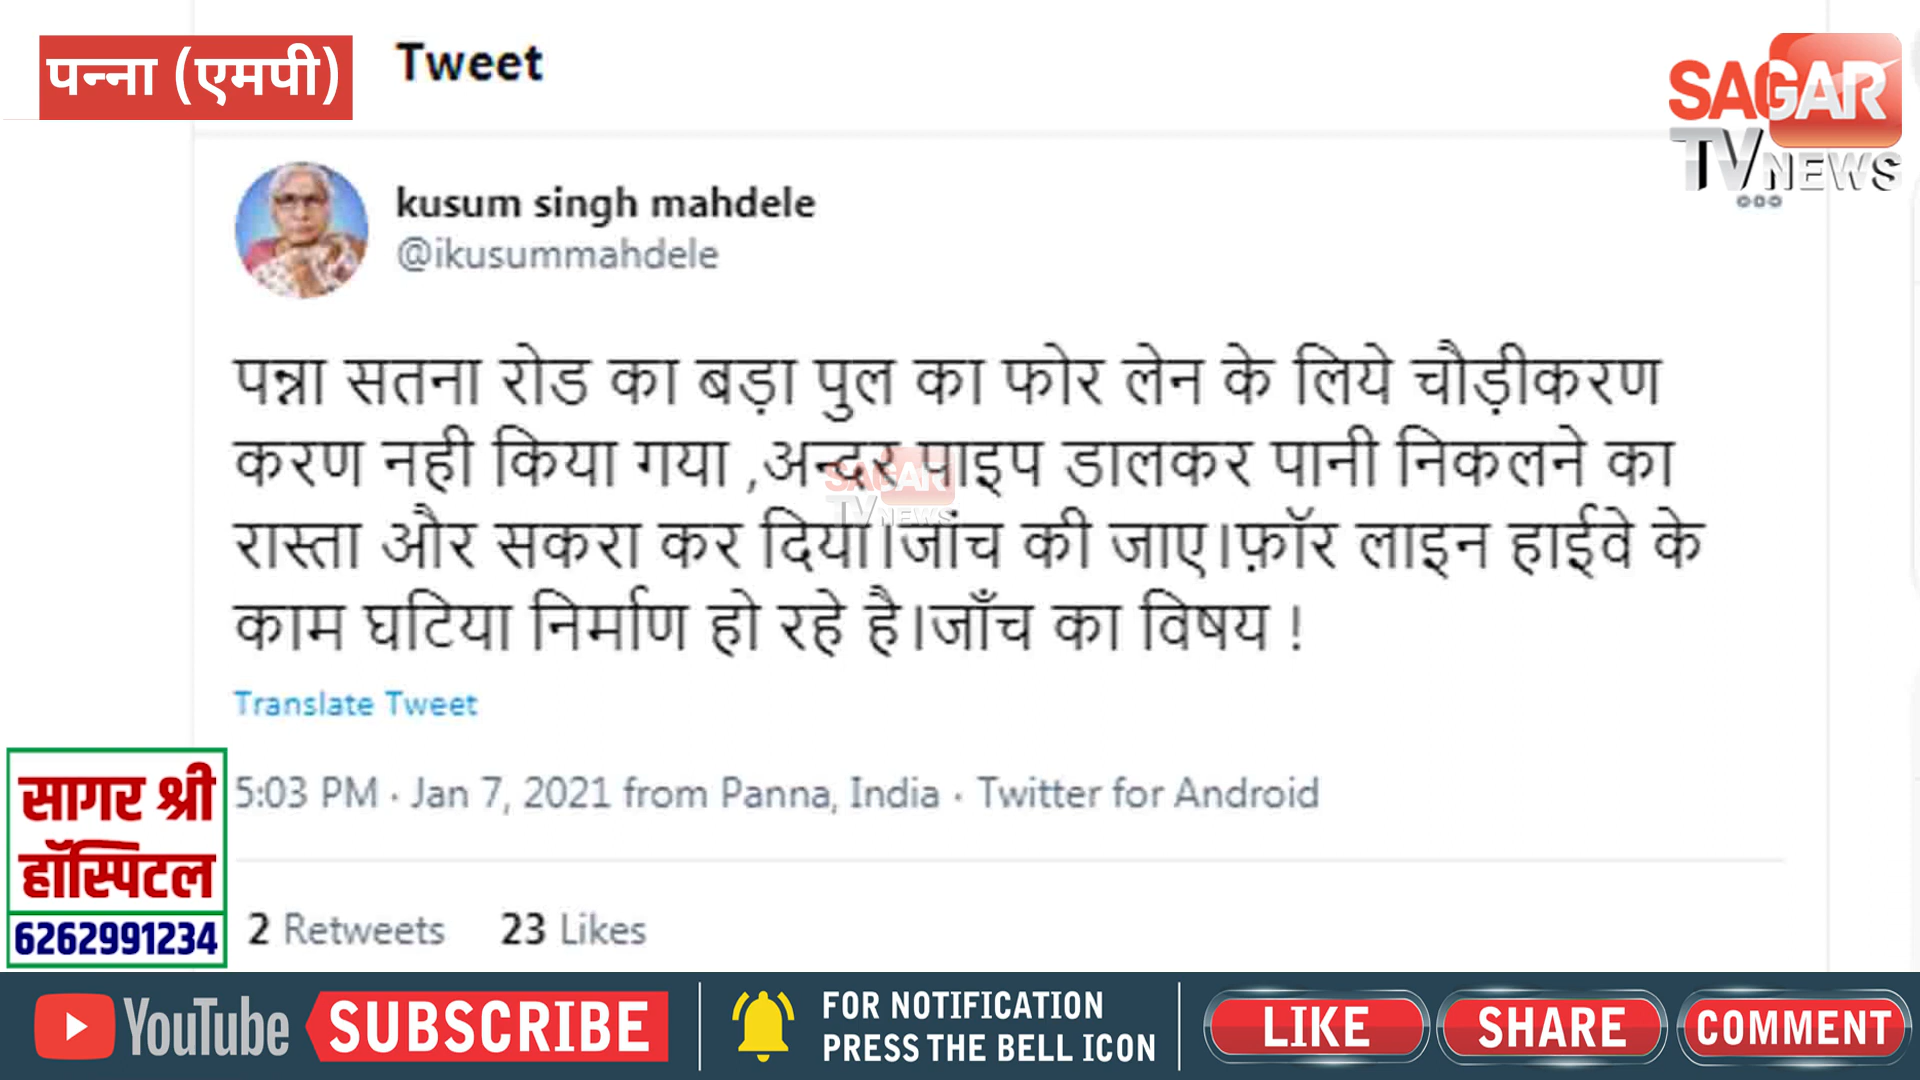 पन्ना (एमपी)
Tweet
SAGAR
TV NEWS
kusum singh mahdele
@ikusummahdele
पन्ना सतना रोड का बड़ा पुल का फोर लेन के लिये चौड़ीकरण
करण नही किया गया ,अन्दर पाइप डालकर पानी निकलने का
रास्ता और सकरा कर दिया।जांच की जाए।फ़ॉर लाइन हाईवे के
काम घटिया निर्माण हो रहे है।जाँच का विषय !
SAGAR
TV NEWS
Translate Tweet
5:03 PM · Jan 7, 2021 from Panna, India · Twitter for Android
2 Retweets 23 Likes
सागर श्री
हॉस्पिटल
6262991234
YouTube SUBSCRIBE
FOR NOTIFICATION
PRESS THE BELL ICON
LIKE SHARE COMMENT